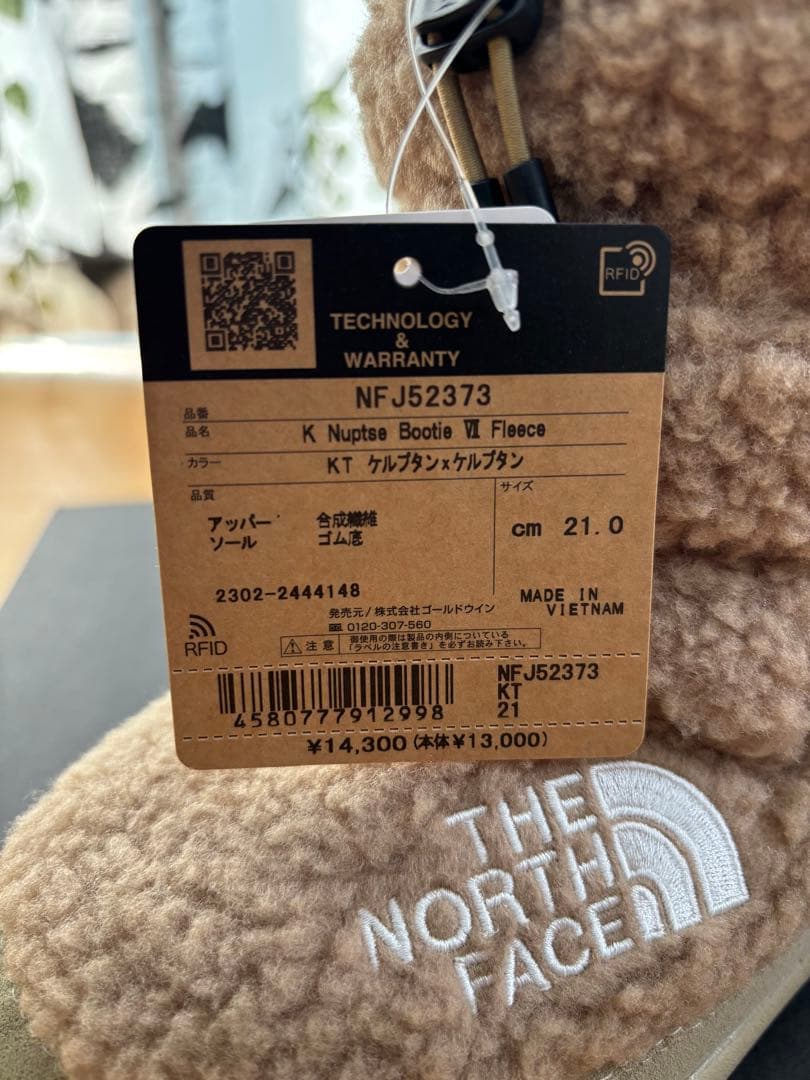 RFID
TECHNOLOGY
&
WARRANTY
品番 NFJ52373
品名 K Nuptse Bootie Ⅶ Fleece
カラー KT ケルプタン×ケルプタン
品質
アッパー 合成繊維
ソール ゴム底
サイズ
cm 21.0
2302-2444148
MADE IN
VIETNAM
発売元/株式会社ゴールドウイン
0120-307-560
RFID
注意 御使用の際は製品の内側についている
「ラベルの注意書き」を必ずお読み下さい。
4580777912998
NFJ52373
KT
21
¥14,300(本体¥13,000)
THE
NORTH
FACE